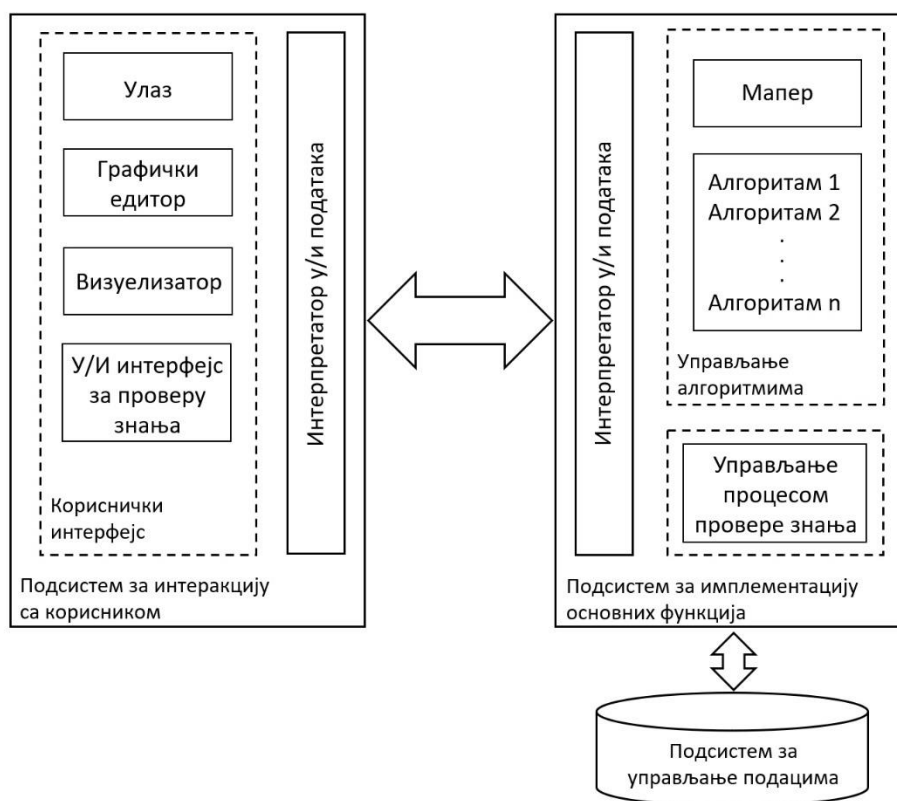 Улаз
Графички
едитор
Визуелизатор
У/И интерфејс
за проверу
знања
Кориснички
интерфејс
Интерпретатор у/и података
Подсистем за интеракцију
са корисником
Интерпретатор у/и података
Мапер
Алгоритам 1
Алгоритам 2
.
.
.
Алгоритам n
Управљање
алгоритмима
Управљање
процесом
провере знања
Подсистем за имплементацију
основних функција
Подсистем за
управљање подацима